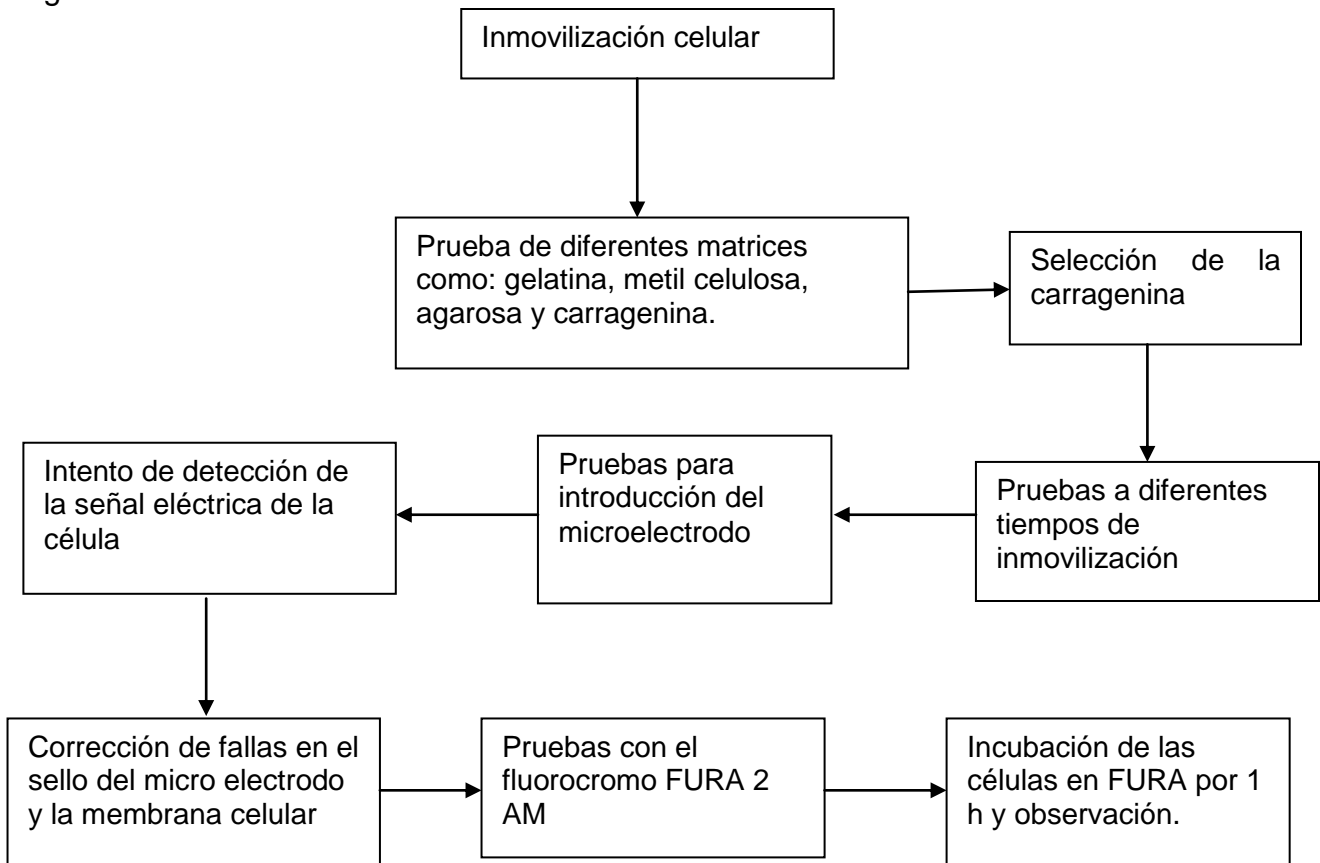 Inmovilización celular
Prueba de diferentes matrices
como: gelatina, metil celulosa,
agarosa y carragenina.
Selección de la
carragenina
Pruebas a diferentes
tiempos de
inmovilización
Pruebas para
introducción del
microelectrodo
Intento de detección de
la señal eléctrica de la
célula
Corrección de fallas en el
sello del micro electrodo
y la membrana celular
Pruebas con el
fluorocromo FURA 2
AM
Incubación de las
células en FURA por 1
h y observación.